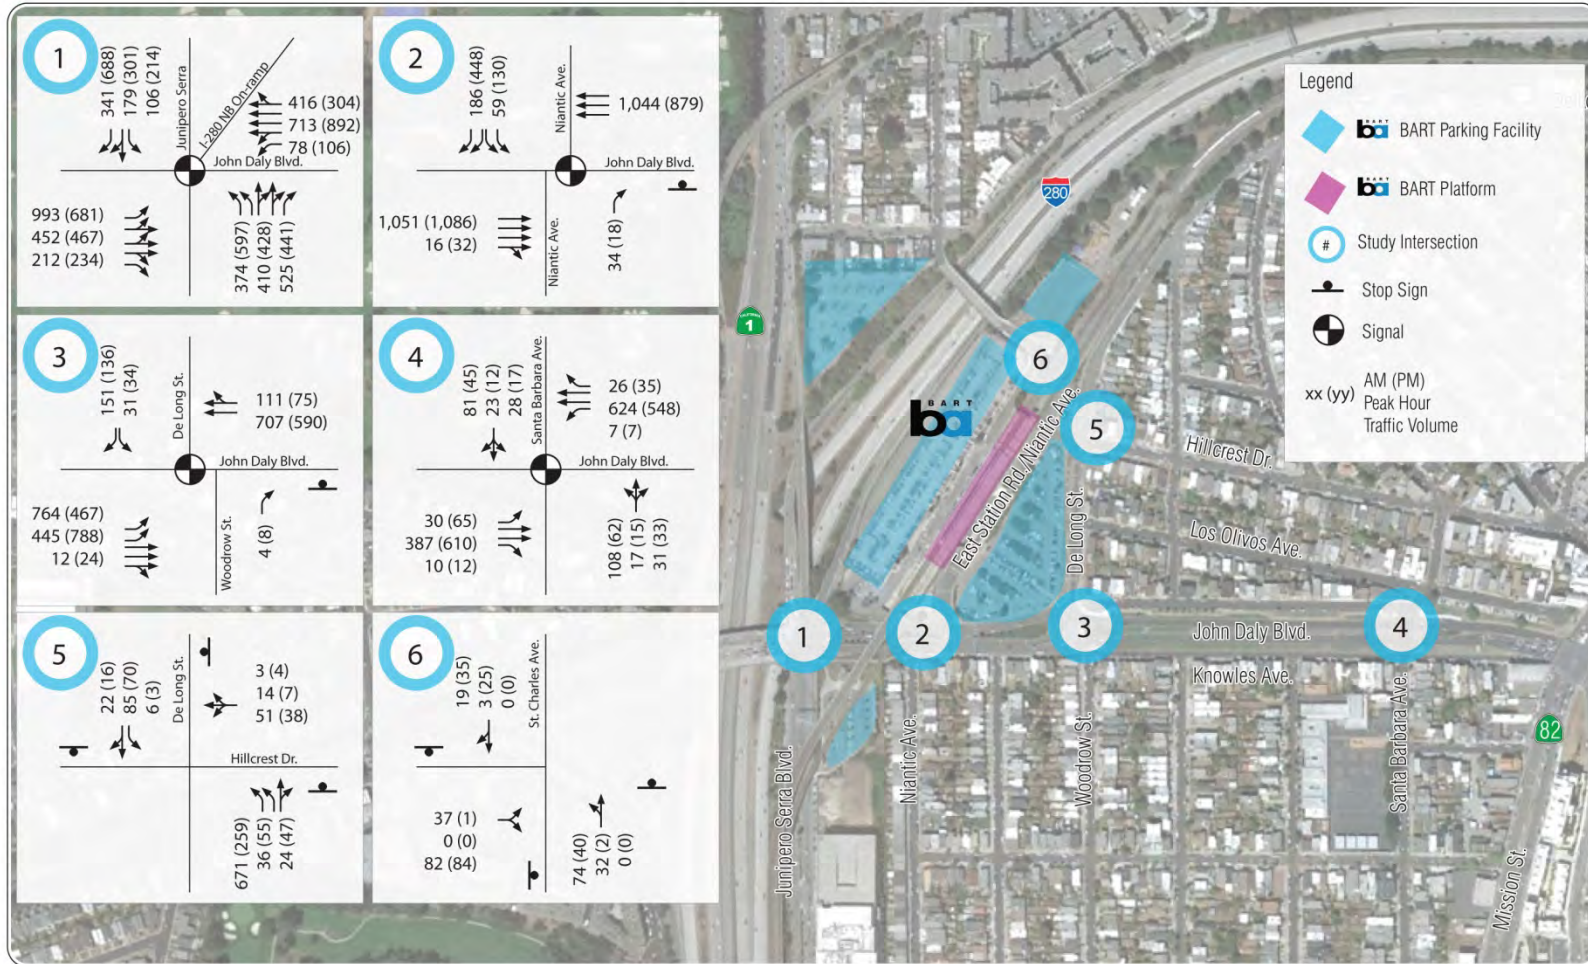 1
341 (688)
179 (301)
106 (214)
Junipero Serra
I-280 NB On-ramp
416 (304)
713 (892)
78 (106)
John Daly Blvd.
993 (681)
452 (467)
212 (234)
374 (597)
410 (428)
525 (441)
2
186 (448)
59 (130)
Niantic Ave.
1,044 (879)
John Daly Blvd.
1,051 (1,086)
16 (32)
Niantic Ave.
34 (18)
3
151 (136)
31 (34)
De Long St.
111 (75)
707 (590)
John Daly Blvd.
764 (467)
445 (788)
12 (24)
Woodrow St.
4 (8)
4
81 (45)
23 (12)
28 (17)
Santa Barbara Ave.
26 (35)
624 (548)
7 (7)
John Daly Blvd.
30 (65)
387 (610)
10 (12)
108 (62)
17 (15)
31 (33)
5
22 (16)
85 (70)
6 (3)
De Long St.
3 (4)
14 (7)
51 (38)
Hillcrest Dr.
671 (259)
36 (55)
24 (47)
6
19 (35)
3 (25)
0 (0)
St. Charles Ave.
37 (1)
0 (0)
82 (84)
74 (40)
32 (2)
0 (0)
280
CALIFORNIA
1
BART
ba
6
5
East Station Rd./Niantic Ave.
De Long St.
Hillcrest Dr.
Los Olivos Ave.
1
2
3
4
John Daly Blvd.
Knowles Ave.
Junipero Serra Blvd.
Niantic Ave.
Woodrow St.
Santa Barbara Ave.
Mission St.
82
Legend
BART
ba
BART Parking Facility
BART
ba
BART Platform
#
Study Intersection
Stop Sign
Signal
xx (yy)
AM (PM)
Peak Hour
Traffic Volume